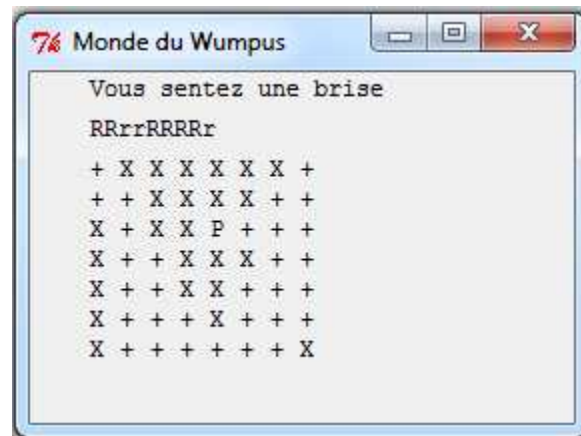 Monde du Wumpus
Vous sentez une brise
RRrrRRRRr
+ X X X X X X +
+ + X X X X + +
X + X X P + + +
X + + X X X + +
X + + X X + + +
X + + + X + + +
X + + + + + + X